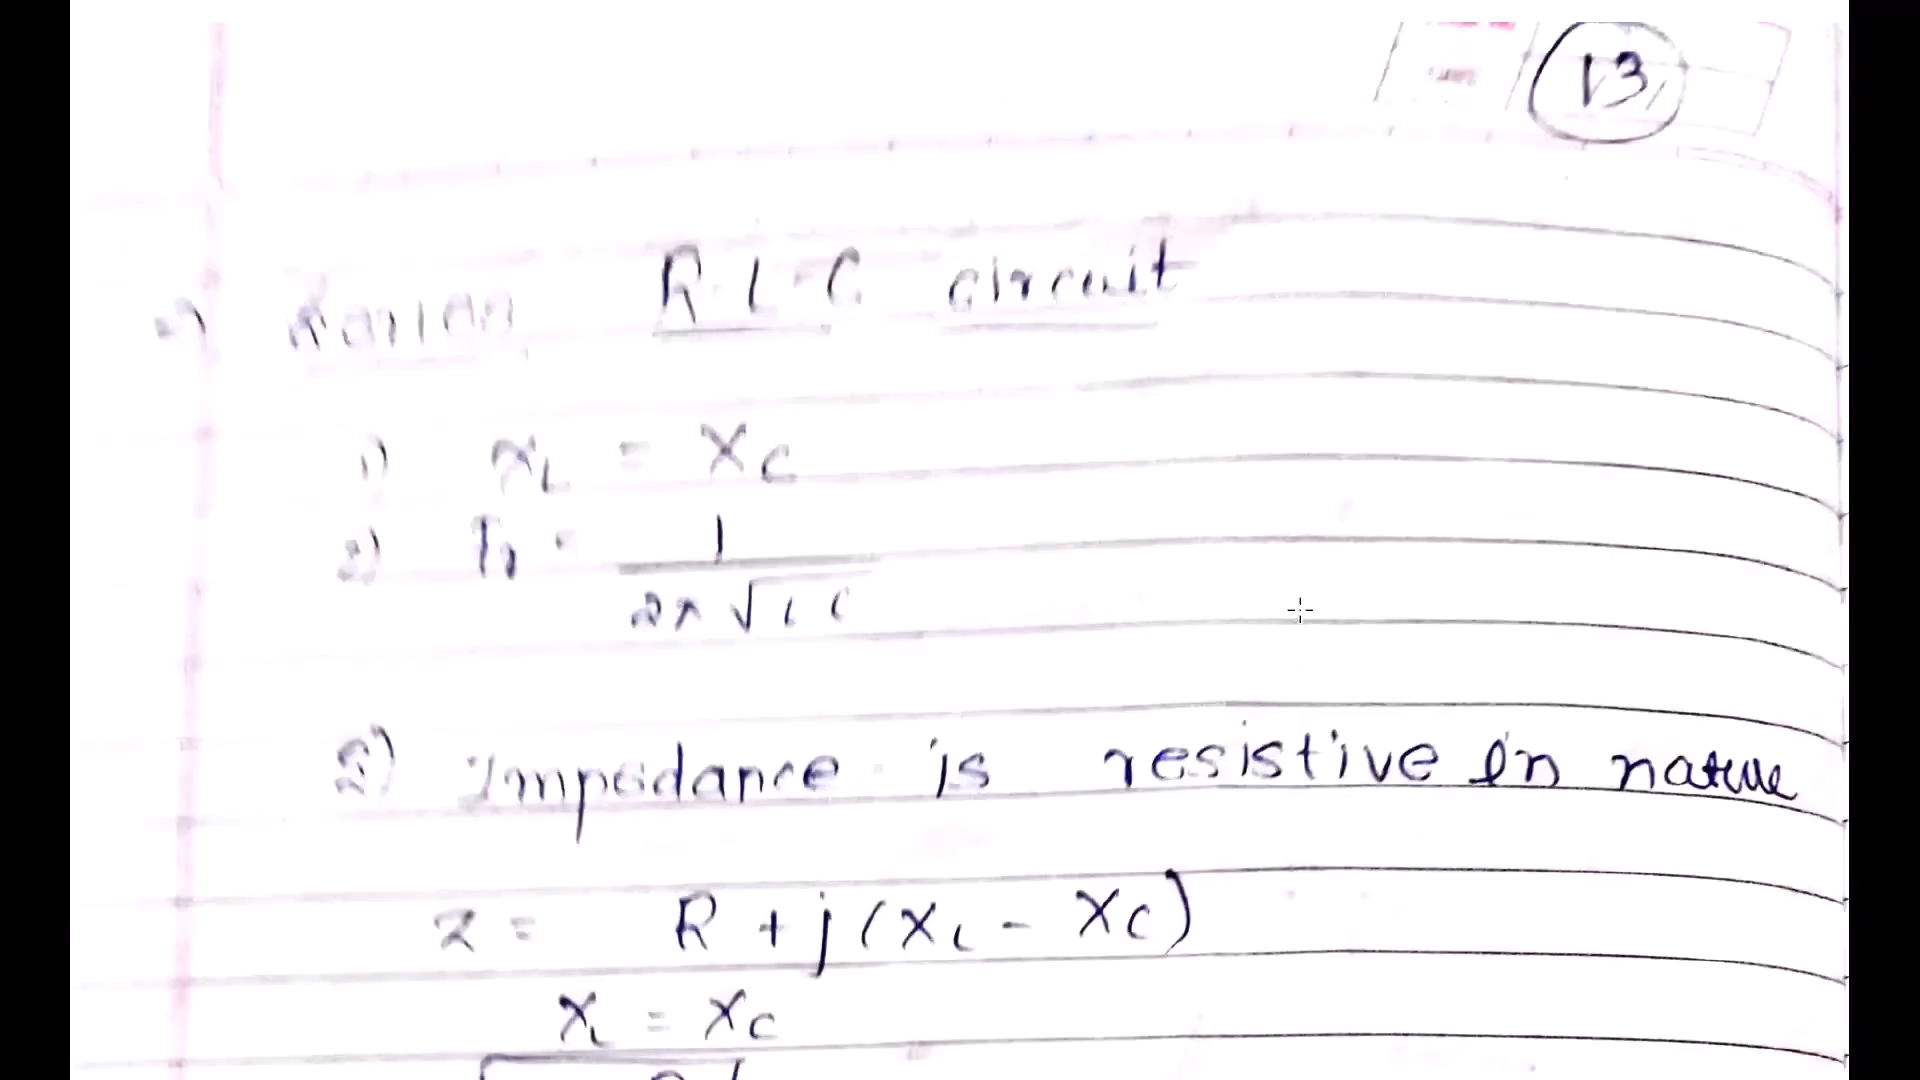 13
Series R-L-C circuit
1) XL = XC
2) fr = 1 / 2π √LC
3) Impedance is resistive in nature
Z = R + j(XL - XC)
XL = XC